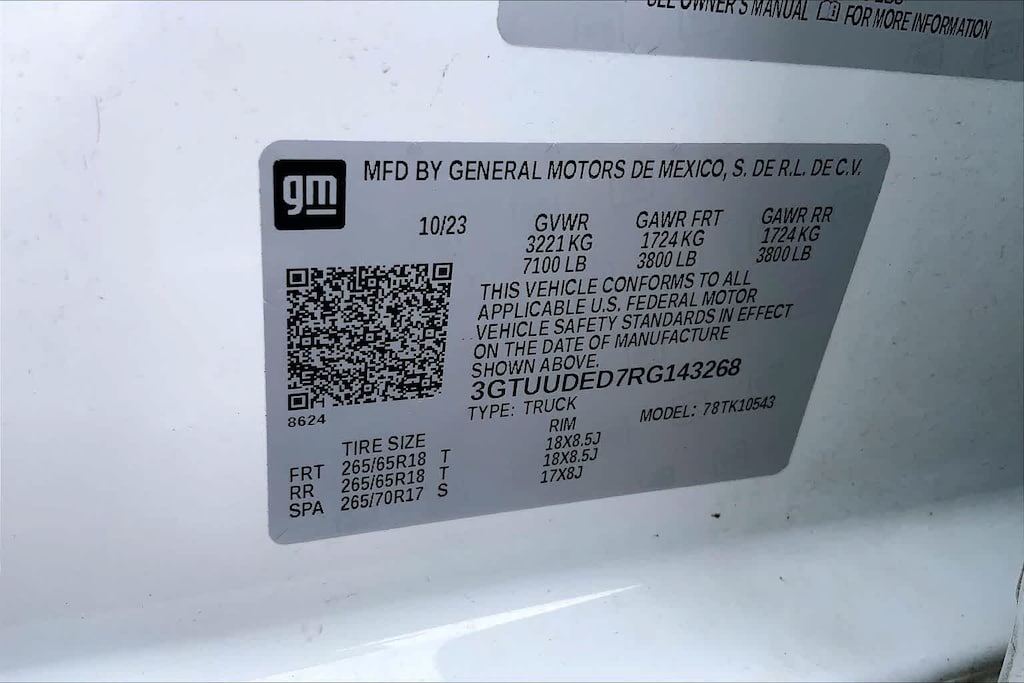 SEE OWNER'S MANUAL FOR MORE INFORMATION
gm
MFD BY GENERAL MOTORS DE MEXICO, S. DE R.L. DE C.V.
10/23 GVWR GAWR FRT GAWR RR
3221 KG 1724 KG 1724 KG
7100 LB 3800 LB 3800 LB
THIS VEHICLE CONFORMS TO ALL
APPLICABLE U.S. FEDERAL MOTOR
VEHICLE SAFETY STANDARDS IN EFFECT
ON THE DATE OF MANUFACTURE
SHOWN ABOVE.
3GTUUDED7RG143268
8624
TYPE: TRUCK MODEL: 78TK10543
TIRE SIZE RIM
FRT 265/65R18 T 18X8.5J
RR 265/65R18 T 18X8.5J
SPA 265/70R17 S 17X8J